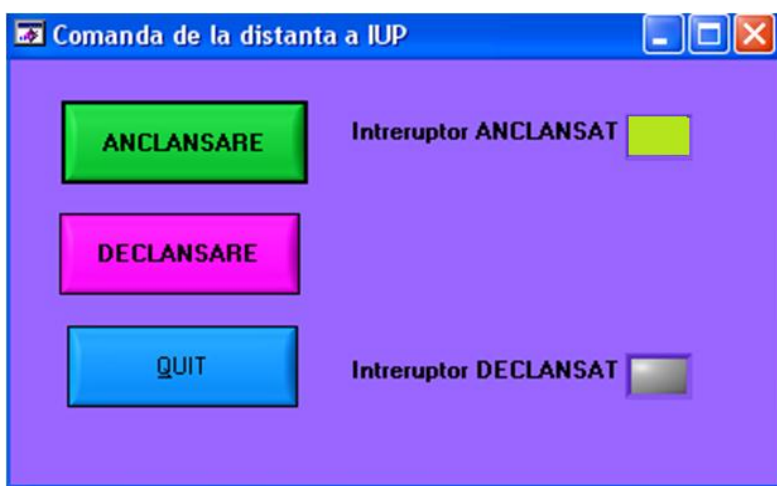 Comanda de la distanta a IUP
ANCLANSARE
Intreruptor ANCLANSAT
DECLANSARE
QUIT
Intreruptor DECLANSAT